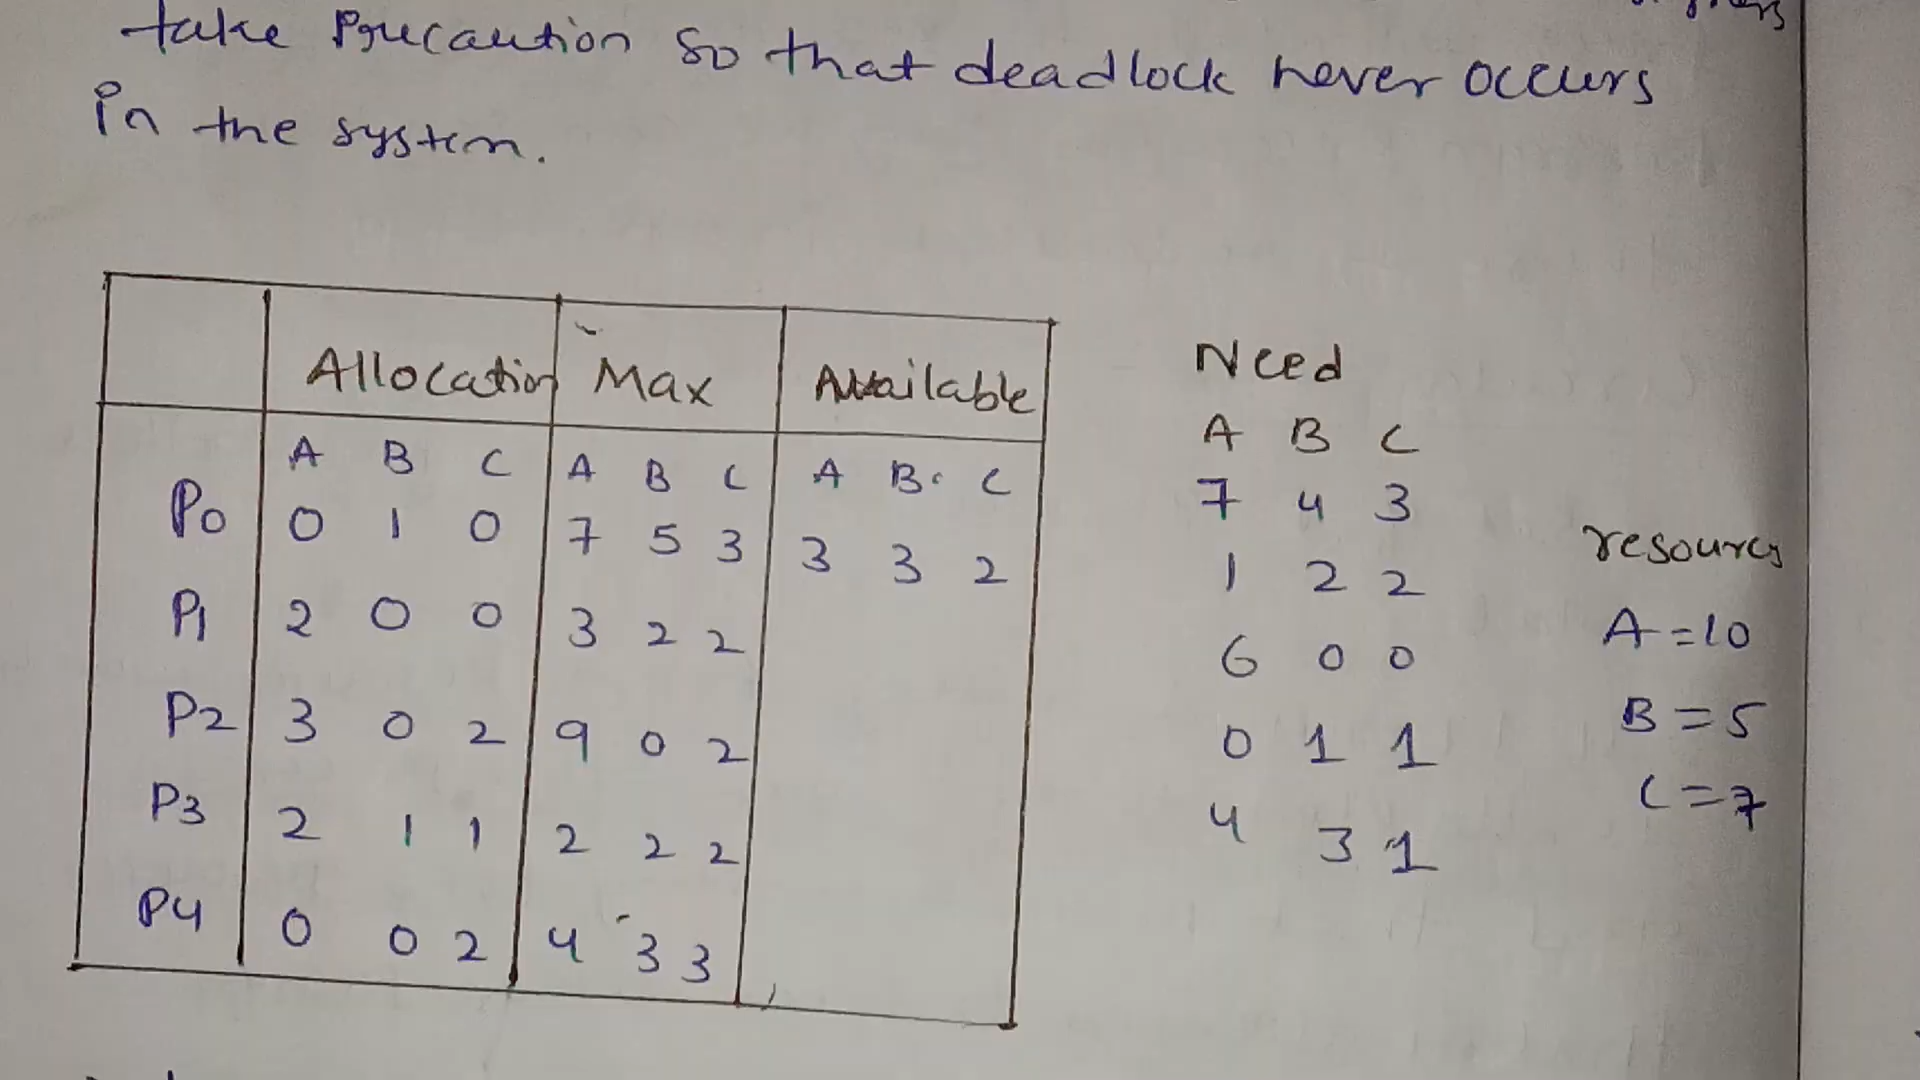 take Precaution so that deadlock never occurs
in the system.
Allocation Max Available
A B C A B C A B C
P0 0 1 0 7 5 3 3 3 2
P1 2 0 0 3 2 2
P2 3 0 2 9 0 2
P3 2 1 1 2 2 2
P4 0 0 2 4 3 3
Need
A B C
7 4 3
1 2 2
6 0 0
0 1 1
4 3 1
resources
A=10
B=5
C=7